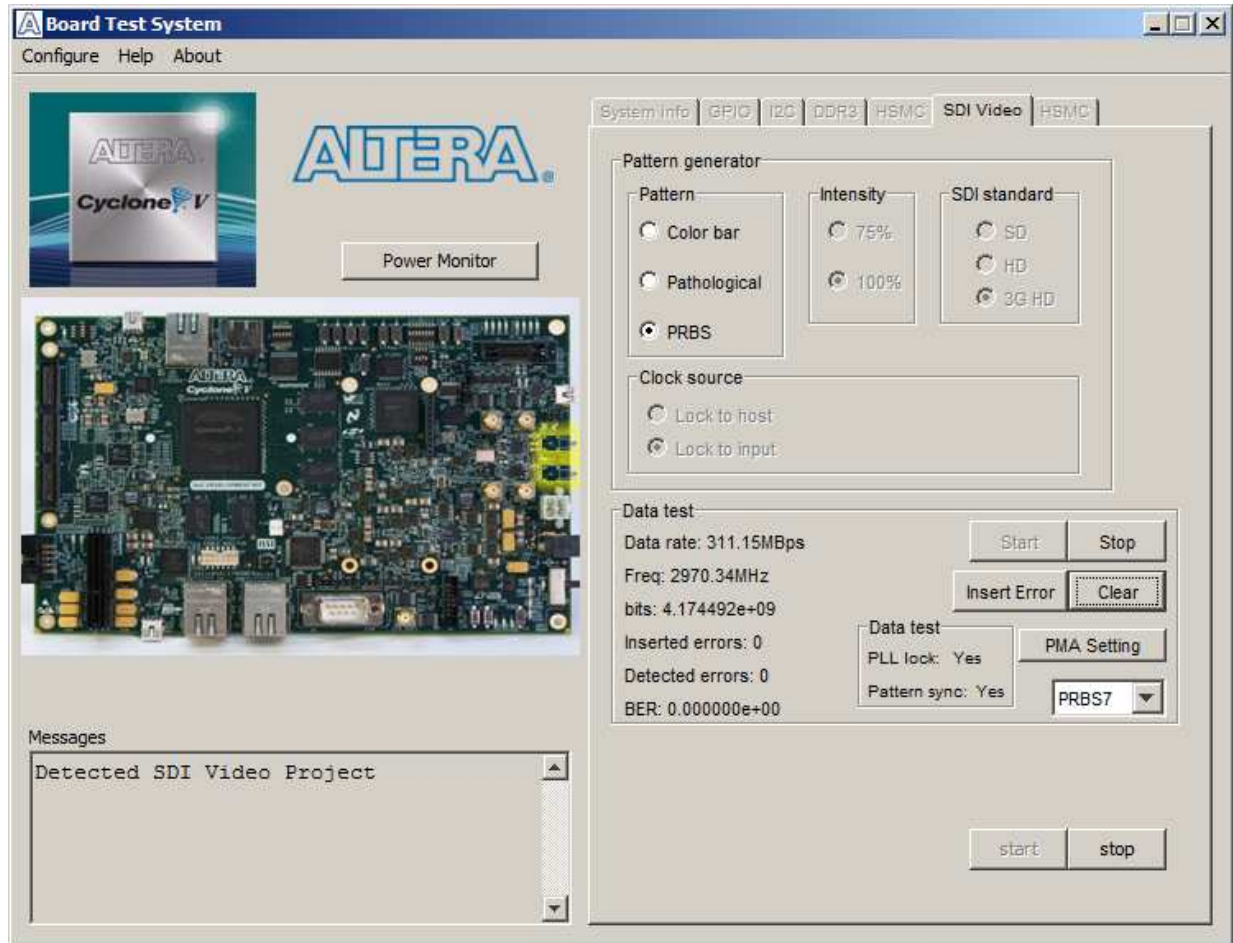 Board Test System
Configure Help About
ALTERA
Cyclone V
ALTERA®
Power Monitor
ALTERA
Cyclone V
Messages
Detected SDI Video Project
System Info GPIO I2C DDR3 HSMC SDI Video HSMC
Pattern generator
Pattern
Color bar
Pathological
PRBS
Intensity
75%
100%
SDI standard
SD
HD
3G HD
Clock source
Lock to host
Lock to input
Data test
Data rate: 311.15MBps
Freq: 2970.34MHz
bits: 4.174492e+09
Inserted errors: 0
Detected errors: 0
BER: 0.000000e+00
Start Stop
Insert Error Clear
Data test
PLL lock: Yes
Pattern sync: Yes
PMA Setting
PRBS7
start stop